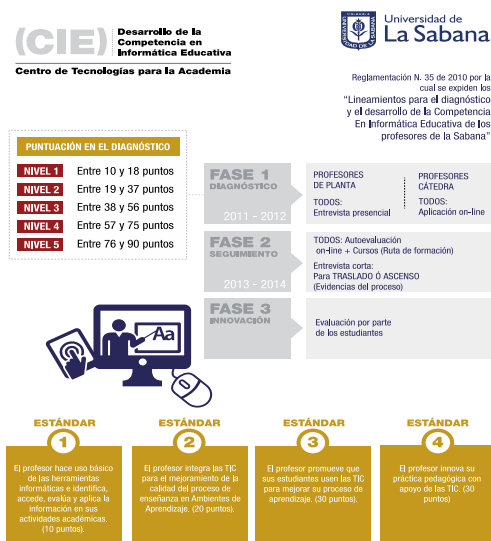 (CIE)
Desarrollo de la
Competencia en
Informática Educativa
Centro de Tecnologías para la Academia
Universidad de
La Sabana
Reglamentación N. 35 de 2010 por la
cual se expiden los
“Lineamientos para el diagnóstico
y el desarrollo de la Competencia
En Informática Educativa de los
profesores de la Sabana”
PUNTUACIÓN EN EL DIAGNÓSTICO
NIVEL 1 Entre 10 y 18 puntos
NIVEL 2 Entre 19 y 37 puntos
NIVEL 3 Entre 38 y 56 puntos
NIVEL 4 Entre 57 y 75 puntos
NIVEL 5 Entre 76 y 90 puntos
FASE 1
DIAGNÓSTICO
2011 - 2012
PROFESORES
DE PLANTA
TODOS:
Entrevista presencial
PROFESORES
CÁTEDRA
TODOS:
Aplicación on-line
FASE 2
SEGUIMIENTO
2013 - 2014
TODOS: Autoevaluación
on-line + Cursos (Ruta de formación)
Entrevista corta:
Para TRASLADO Ó ASCENSO
(Evidencias del proceso)
FASE 3
INNOVACIÓN
Evaluación por parte
de los estudiantes
Aa
ESTÁNDAR
1
El profesor hace uso básico
de las herramientas
informáticas e identifica,
accede, evalúa y aplica la
información en sus
actividades académicas.
(10 puntos).
ESTÁNDAR
2
El profesor integra las TIC
para el mejoramiento de la
calidad del proceso de
enseñanza en Ambientes de
Aprendizaje. (20 puntos).
ESTÁNDAR
3
El profesor promueve que
sus estudiantes usen las TIC
para mejorar su proceso de
aprendizaje. (30 puntos).
ESTÁNDAR
4
El profesor innova su
práctica pedagógica con
apoyo de las TIC. (30
puntos)